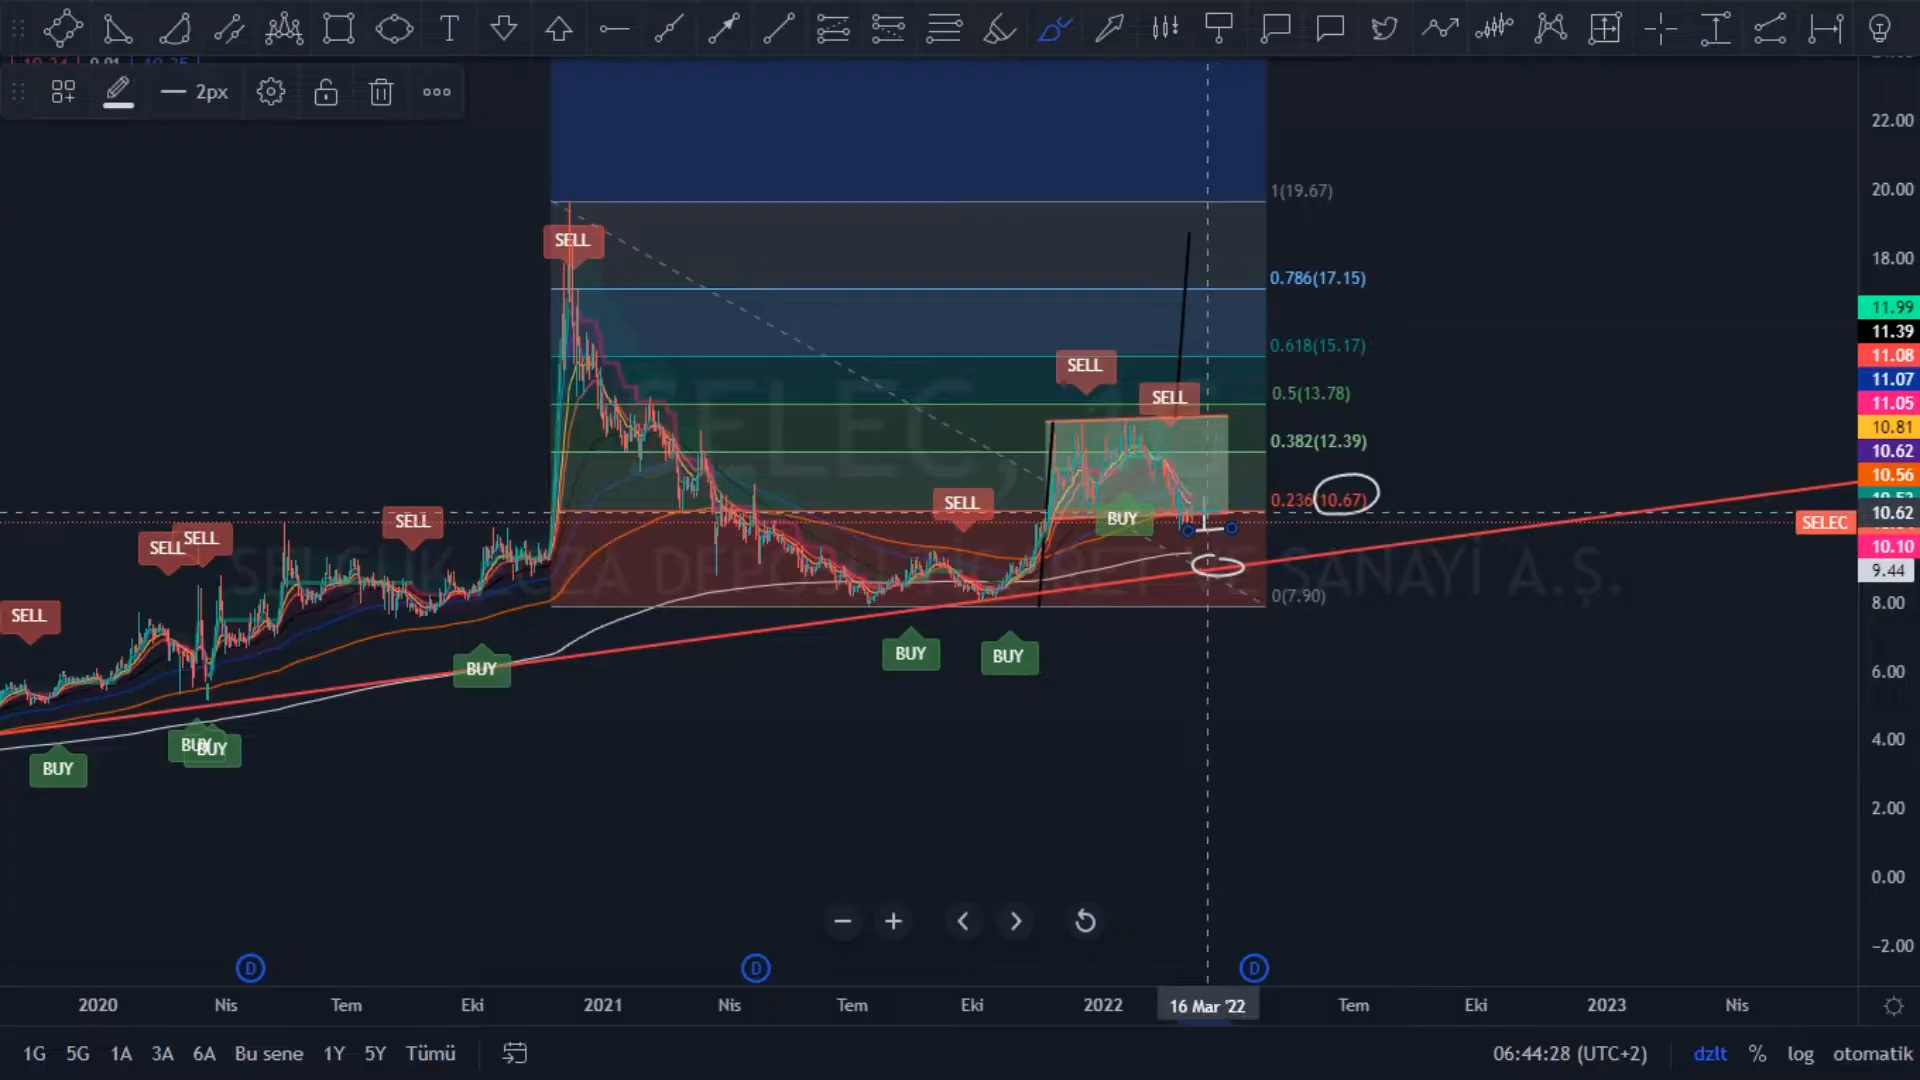 2px
22.00
20.00
18.00
11.99
11.39
11.08
11.07
11.05
10.81
10.62
10.56
10.62
10.10
9.44
8.00
6.00
4.00
2.00
0.00
−2.00
1(19.67)
0.786(17.15)
0.618(15.17)
0.5(13.78)
0.382(12.39)
0.236(10.67)
0(7.90)
SELL
SELL
SELL
SELL
SELL
BUY
SELEC
SELL
SELL
SELL
SELL
BUY
BUY
BUY
BUY
BUY
BUY
SELEC,
SANAYİ A.Ş.
D
D
D
2020
Nis
Tem
Eki
2021
Nis
Tem
Eki
2022
16 Mar '22
Tem
Eki
2023
Nis
1G 5G 1A 3A 6A Bu sene 1Y 5Y Tümü
06:44:28 (UTC+2)
dzlt % log otomatik